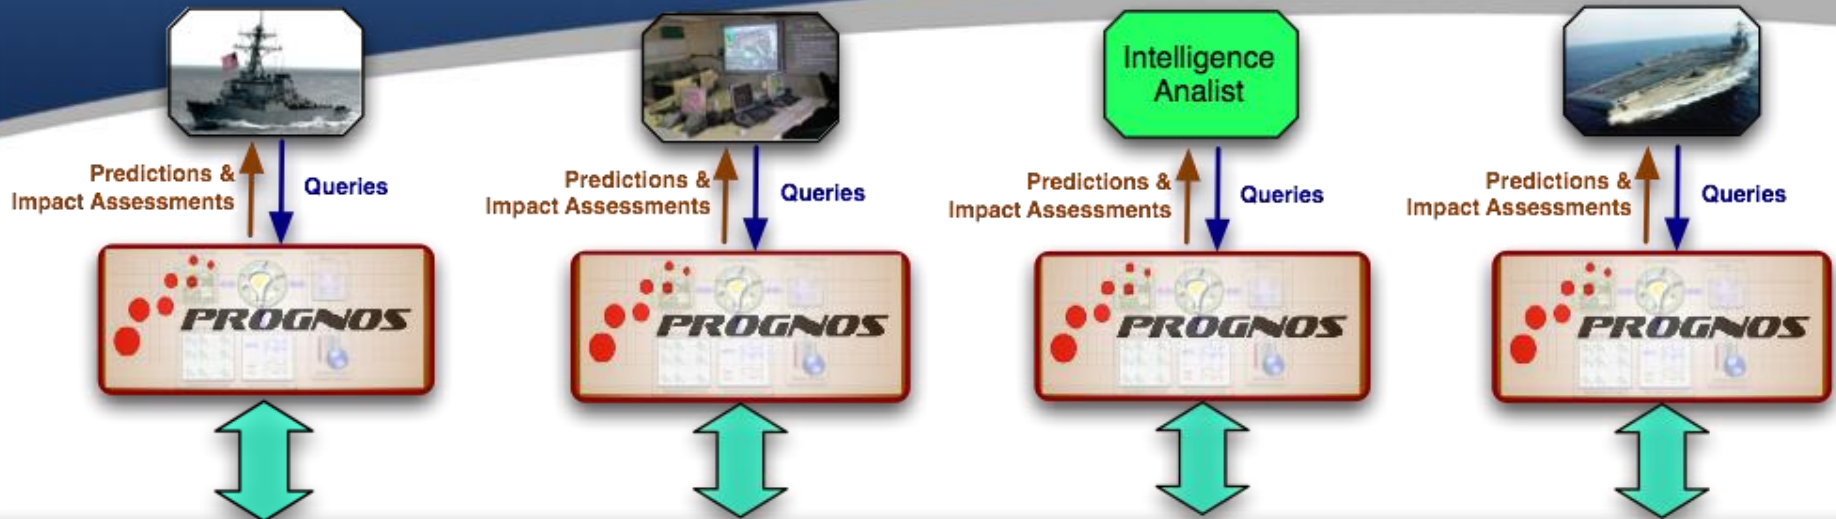 Intelligence
Analist
Predictions &
Impact Assessments
Queries
PROGNOS
Predictions &
Impact Assessments
Queries
PROGNOS
Predictions &
Impact Assessments
Queries
PROGNOS
Predictions &
Impact Assessments
Queries
PROGNOS